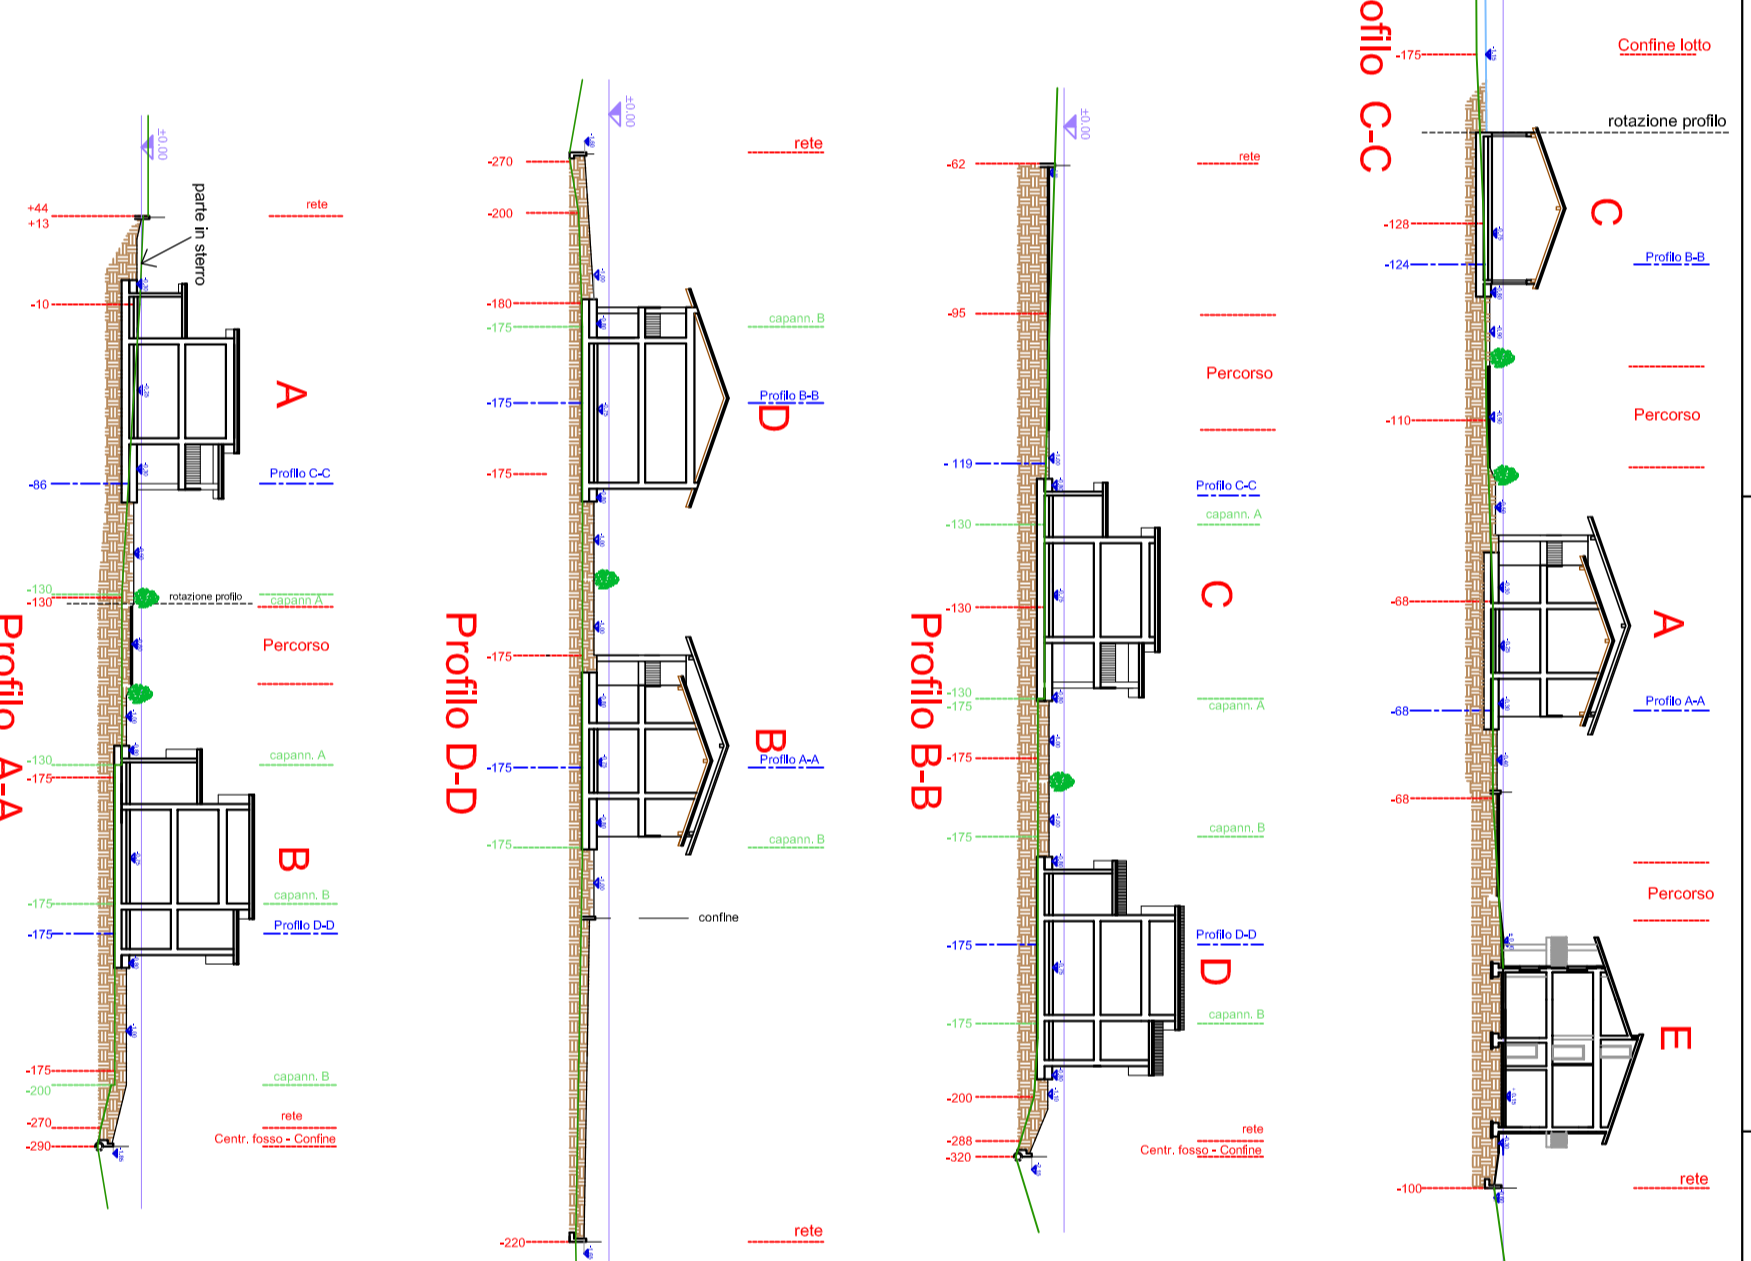 Profilo A-A
±0.00
parte in sterro
+44
+13
rete
-10
A
-86
Profilo C-C
-130
-130
capann A
rotazione profilo
Percorso
-130
capann. A
-175
B
-175
capann. B
-175
Profilo D-D
-175
-200
capann. B
-270
rete
-290
Centr. fosso - Confine
Profilo D-D
±0.00
-270
rete
-200
-180
-175
capann. B
-175
Profilo B-B
D
-175
-175
B
-175
Profilo A-A
-175
capann. B
confine
-220
rete
Profilo B-B
±0.00
-62
rete
-95
Percorso
- 119
Profilo C-C
-130
capann. A
C
-130
-130
-175
capann. A
-175
-175
capann. B
-175
Profilo D-D
D
-175
capann. B
-200
-288
rete
-320
Centr. fosso - Confine
ofilo C-C
-175
Confine lotto
rotazione profilo
C
-128
-124
Profilo B-B
-110
Percorso
-68
A
-68
Profilo A-A
-68
Percorso
E
-100
rete